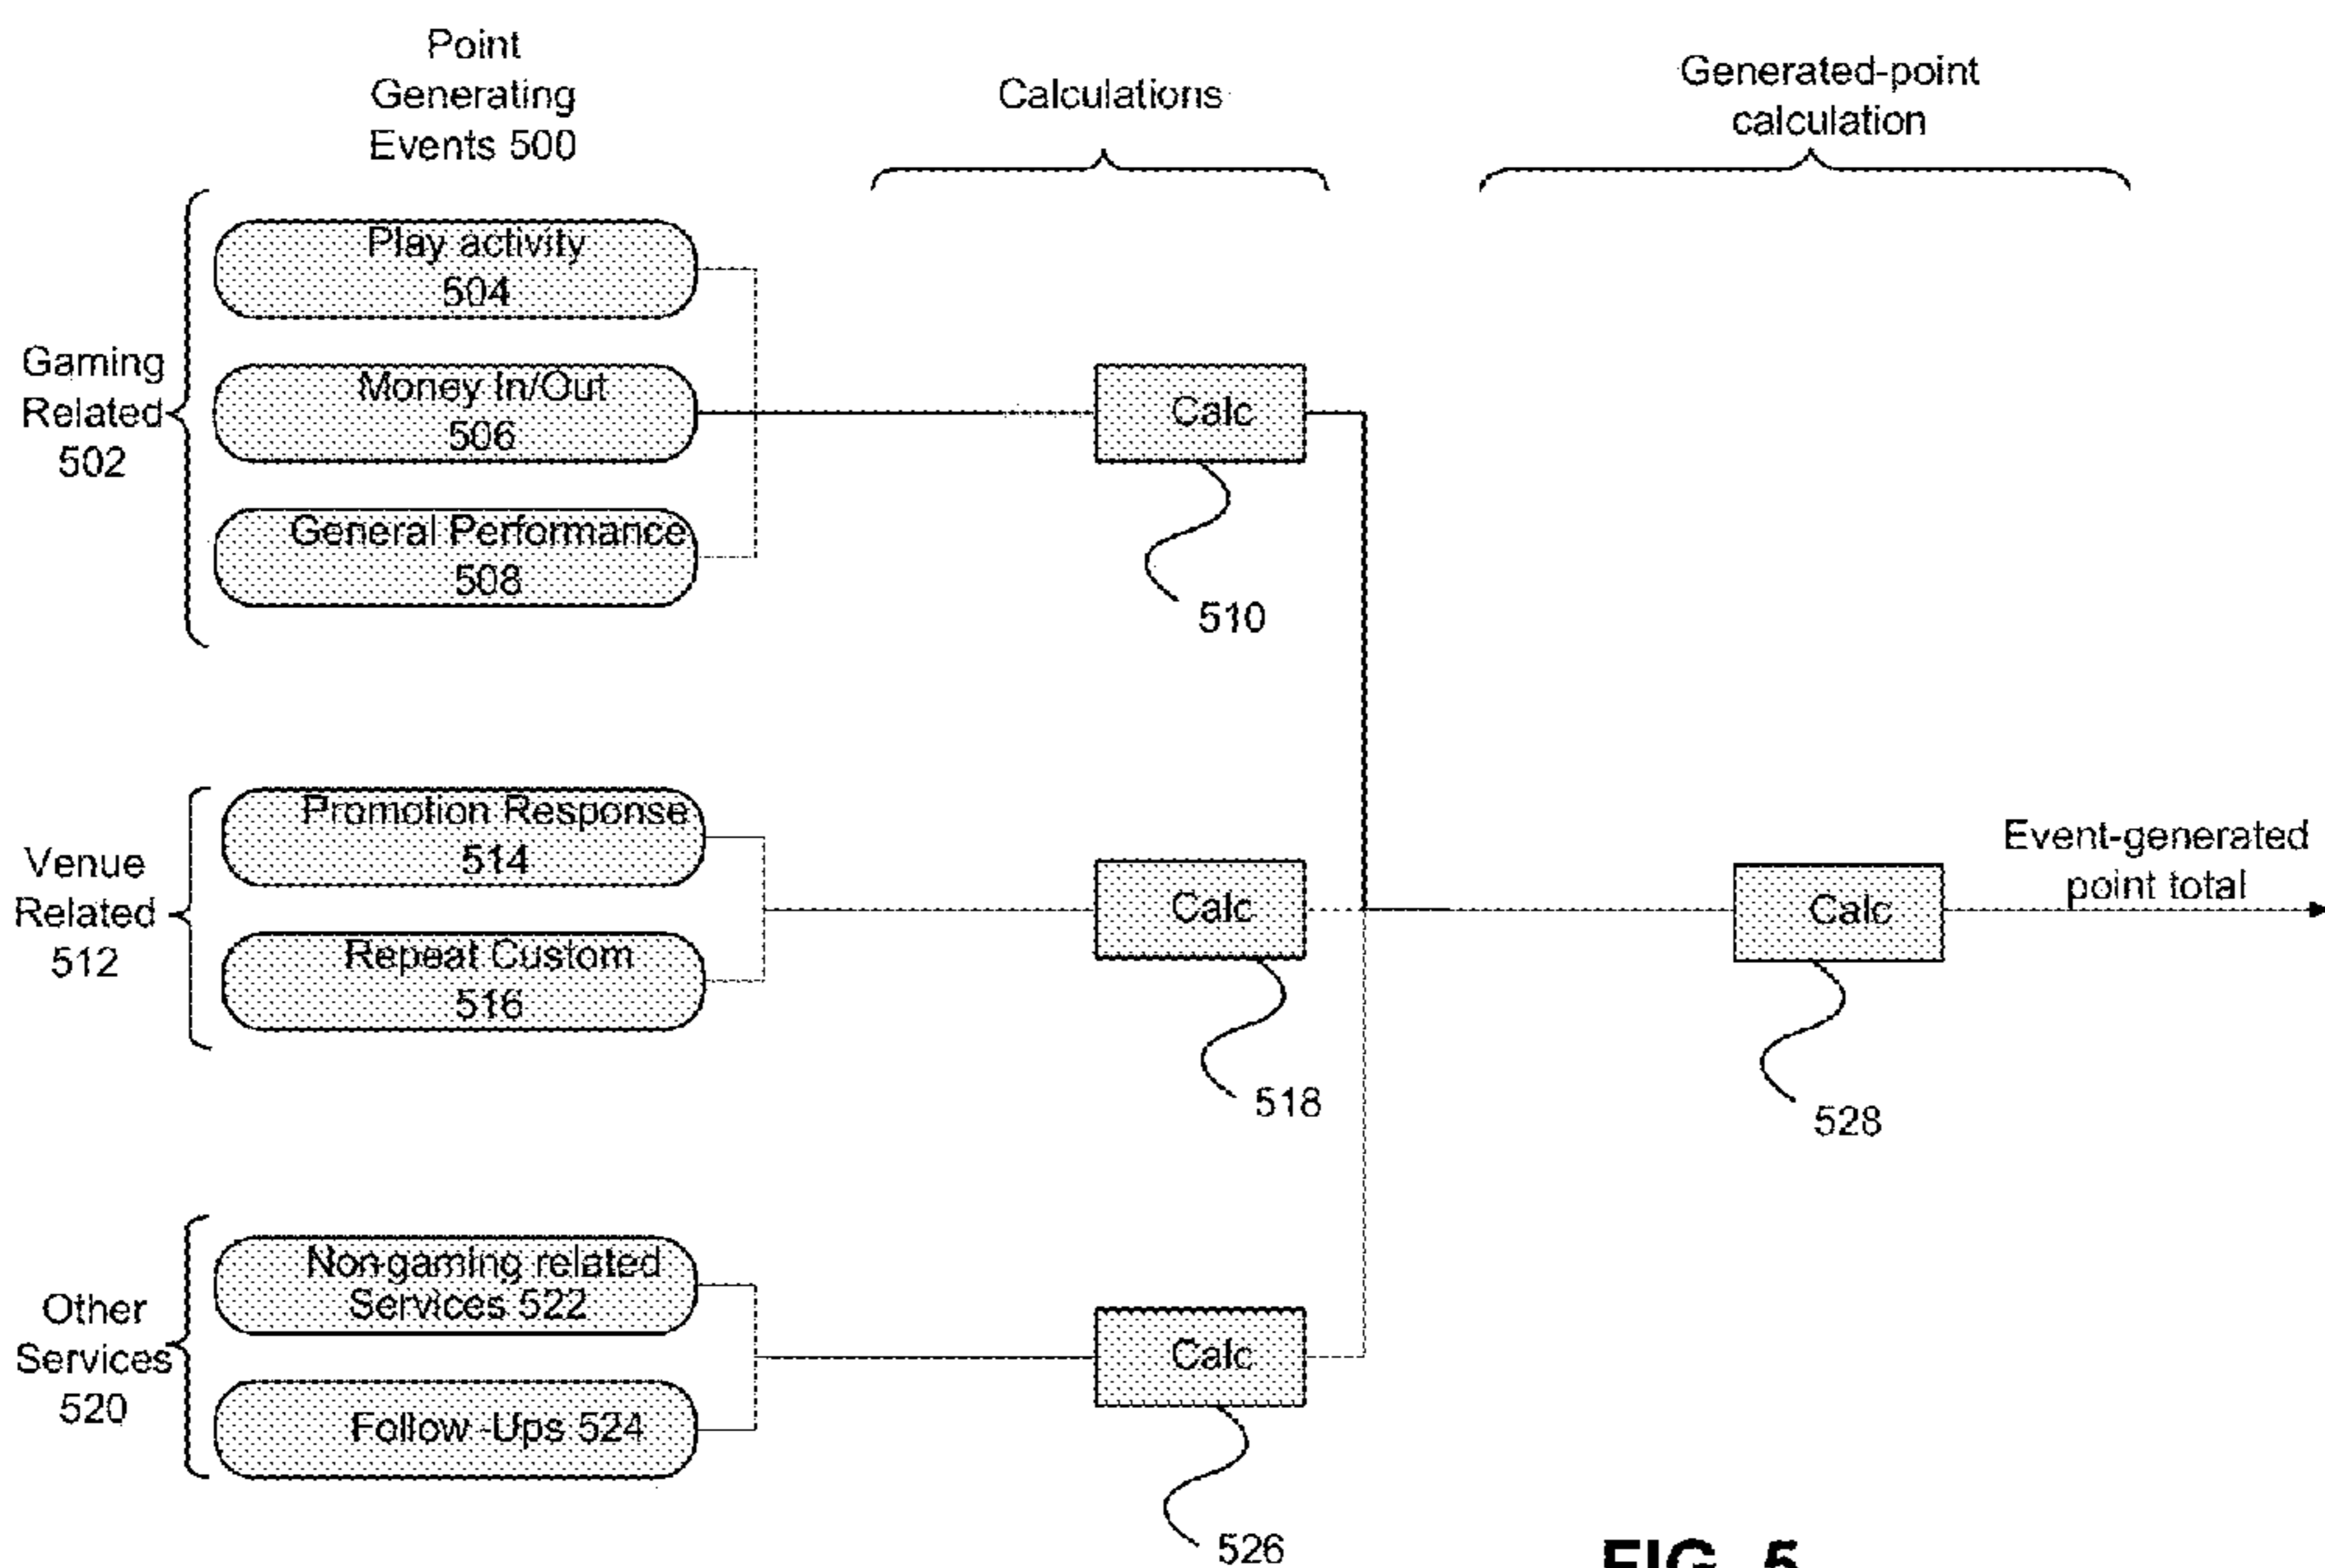 Point
Generating
Events 500
Calculations
Generated-point
calculation
Gaming
Related
502
Play activity
504
Money In/Out
506
General Performance
508
Calc
510
Venue
Related
512
Promotion Response
514
Repeat Custom
516
Calc
518
Calc
528
Event-generated
point total
Other
Services
520
Non-gaming related
Services 522
Follow -Ups 524
Calc
526
FIG. 5